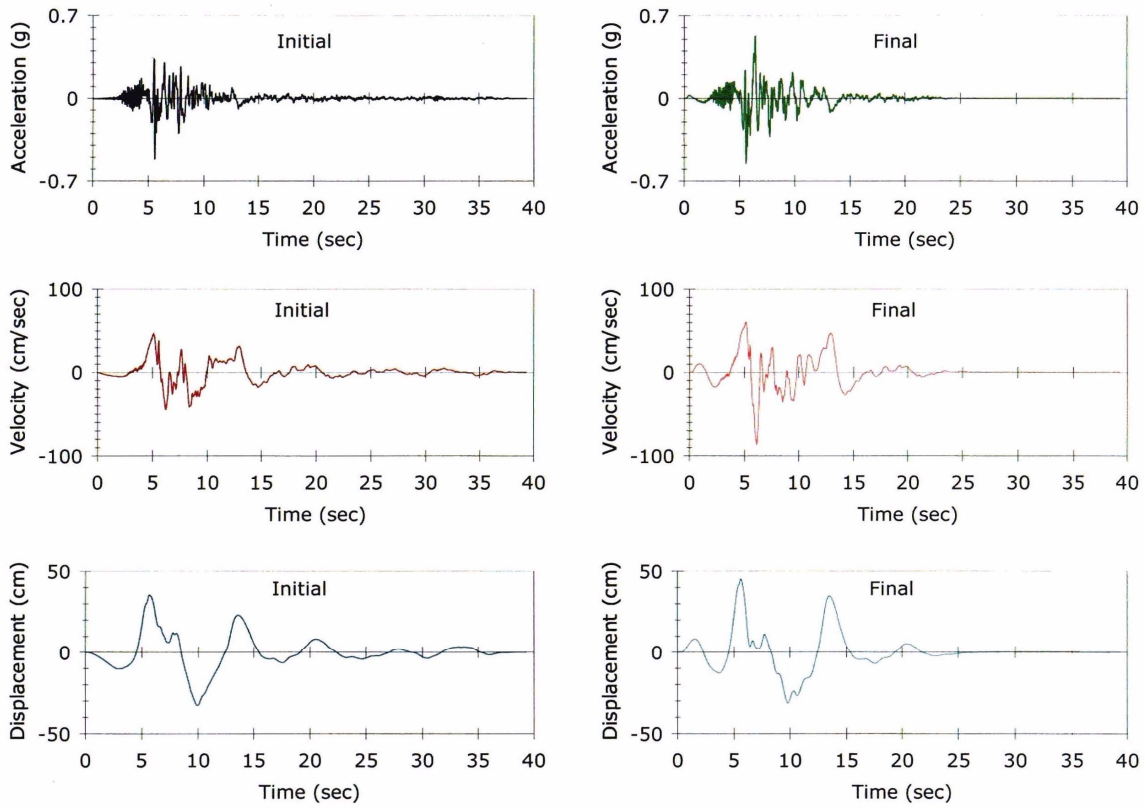 0.7
Acceleration (g)
Initial
0
-0.7
0 5 10 15 20 25 30 35 40
Time (sec)
0.7
Acceleration (g)
Final
0
-0.7
0 5 10 15 20 25 30 35 40
Time (sec)
100
Velocity (cm/sec)
Initial
0
-100
0 5 10 15 20 25 30 35 40
Time (sec)
100
Velocity (cm/sec)
Final
0
-100
0 5 10 15 20 25 30 35 40
Time (sec)
50
Displacement (cm)
Initial
0
-50
0 5 10 15 20 25 30 35 40
Time (sec)
50
Displacement (cm)
Final
0
-50
0 5 10 15 20 25 30 35 40
Time (sec)